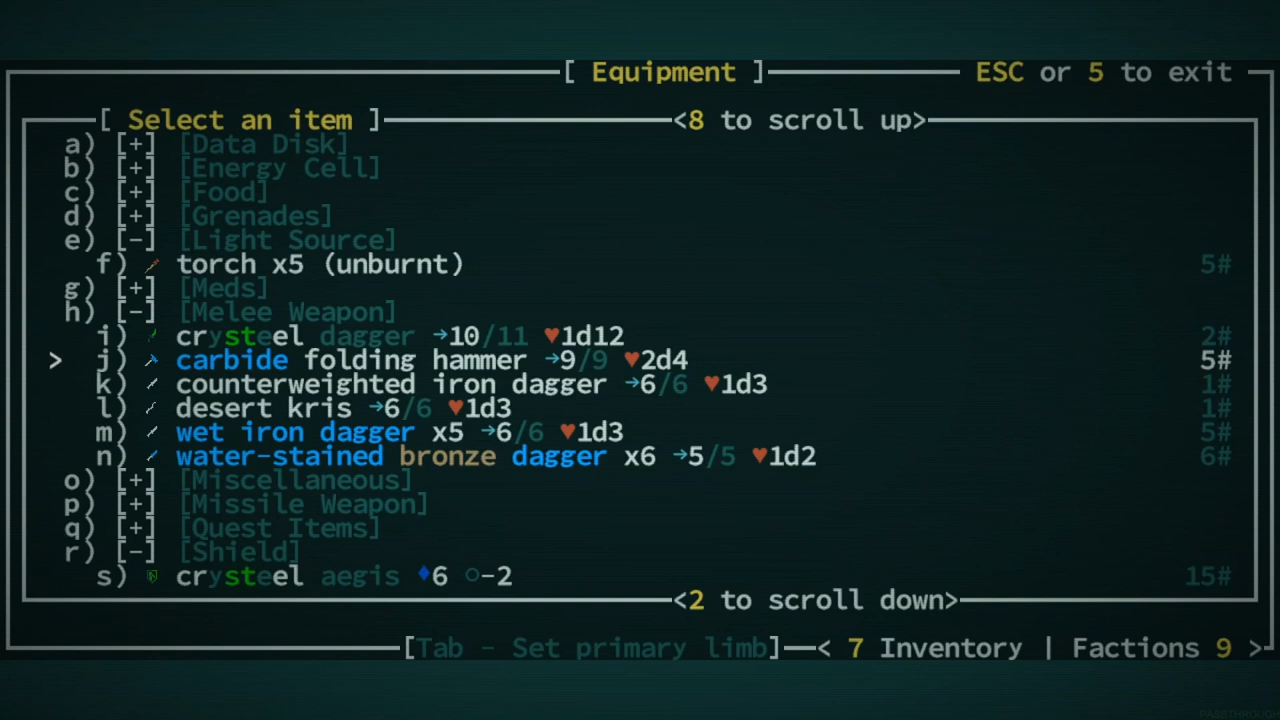 [ Equipment ] ESC or 5 to exit
[ Select an item ] <8 to scroll up>
a) [+] [Data Disk]
b) [+] [Energy Cell]
c) [+] [Food]
d) [+] [Grenades]
e) [-] [Light Source]
f) torch x5 (unburnt) 5#
g) [+] [Meds]
h) [-] [Melee Weapon]
i) crysteel dagger →10/11 ♥1d12 2#
> j) carbide folding hammer →9/9 ♥2d4 5#
k) counterweighted iron dagger →6/6 ♥1d3 1#
l) desert kris →6/6 ♥1d3 1#
m) wet iron dagger x5 →6/6 ♥1d3 5#
n) water-stained bronze dagger x6 →5/5 ♥1d2 6#
o) [+] [Miscellaneous]
p) [+] [Missile Weapon]
q) [+] [Quest Items]
r) [-] [Shield]
s) crysteel aegis ♦6 ○-2 15#
<2 to scroll down>
[Tab - Set primary limb] < 7 Inventory | Factions 9 >